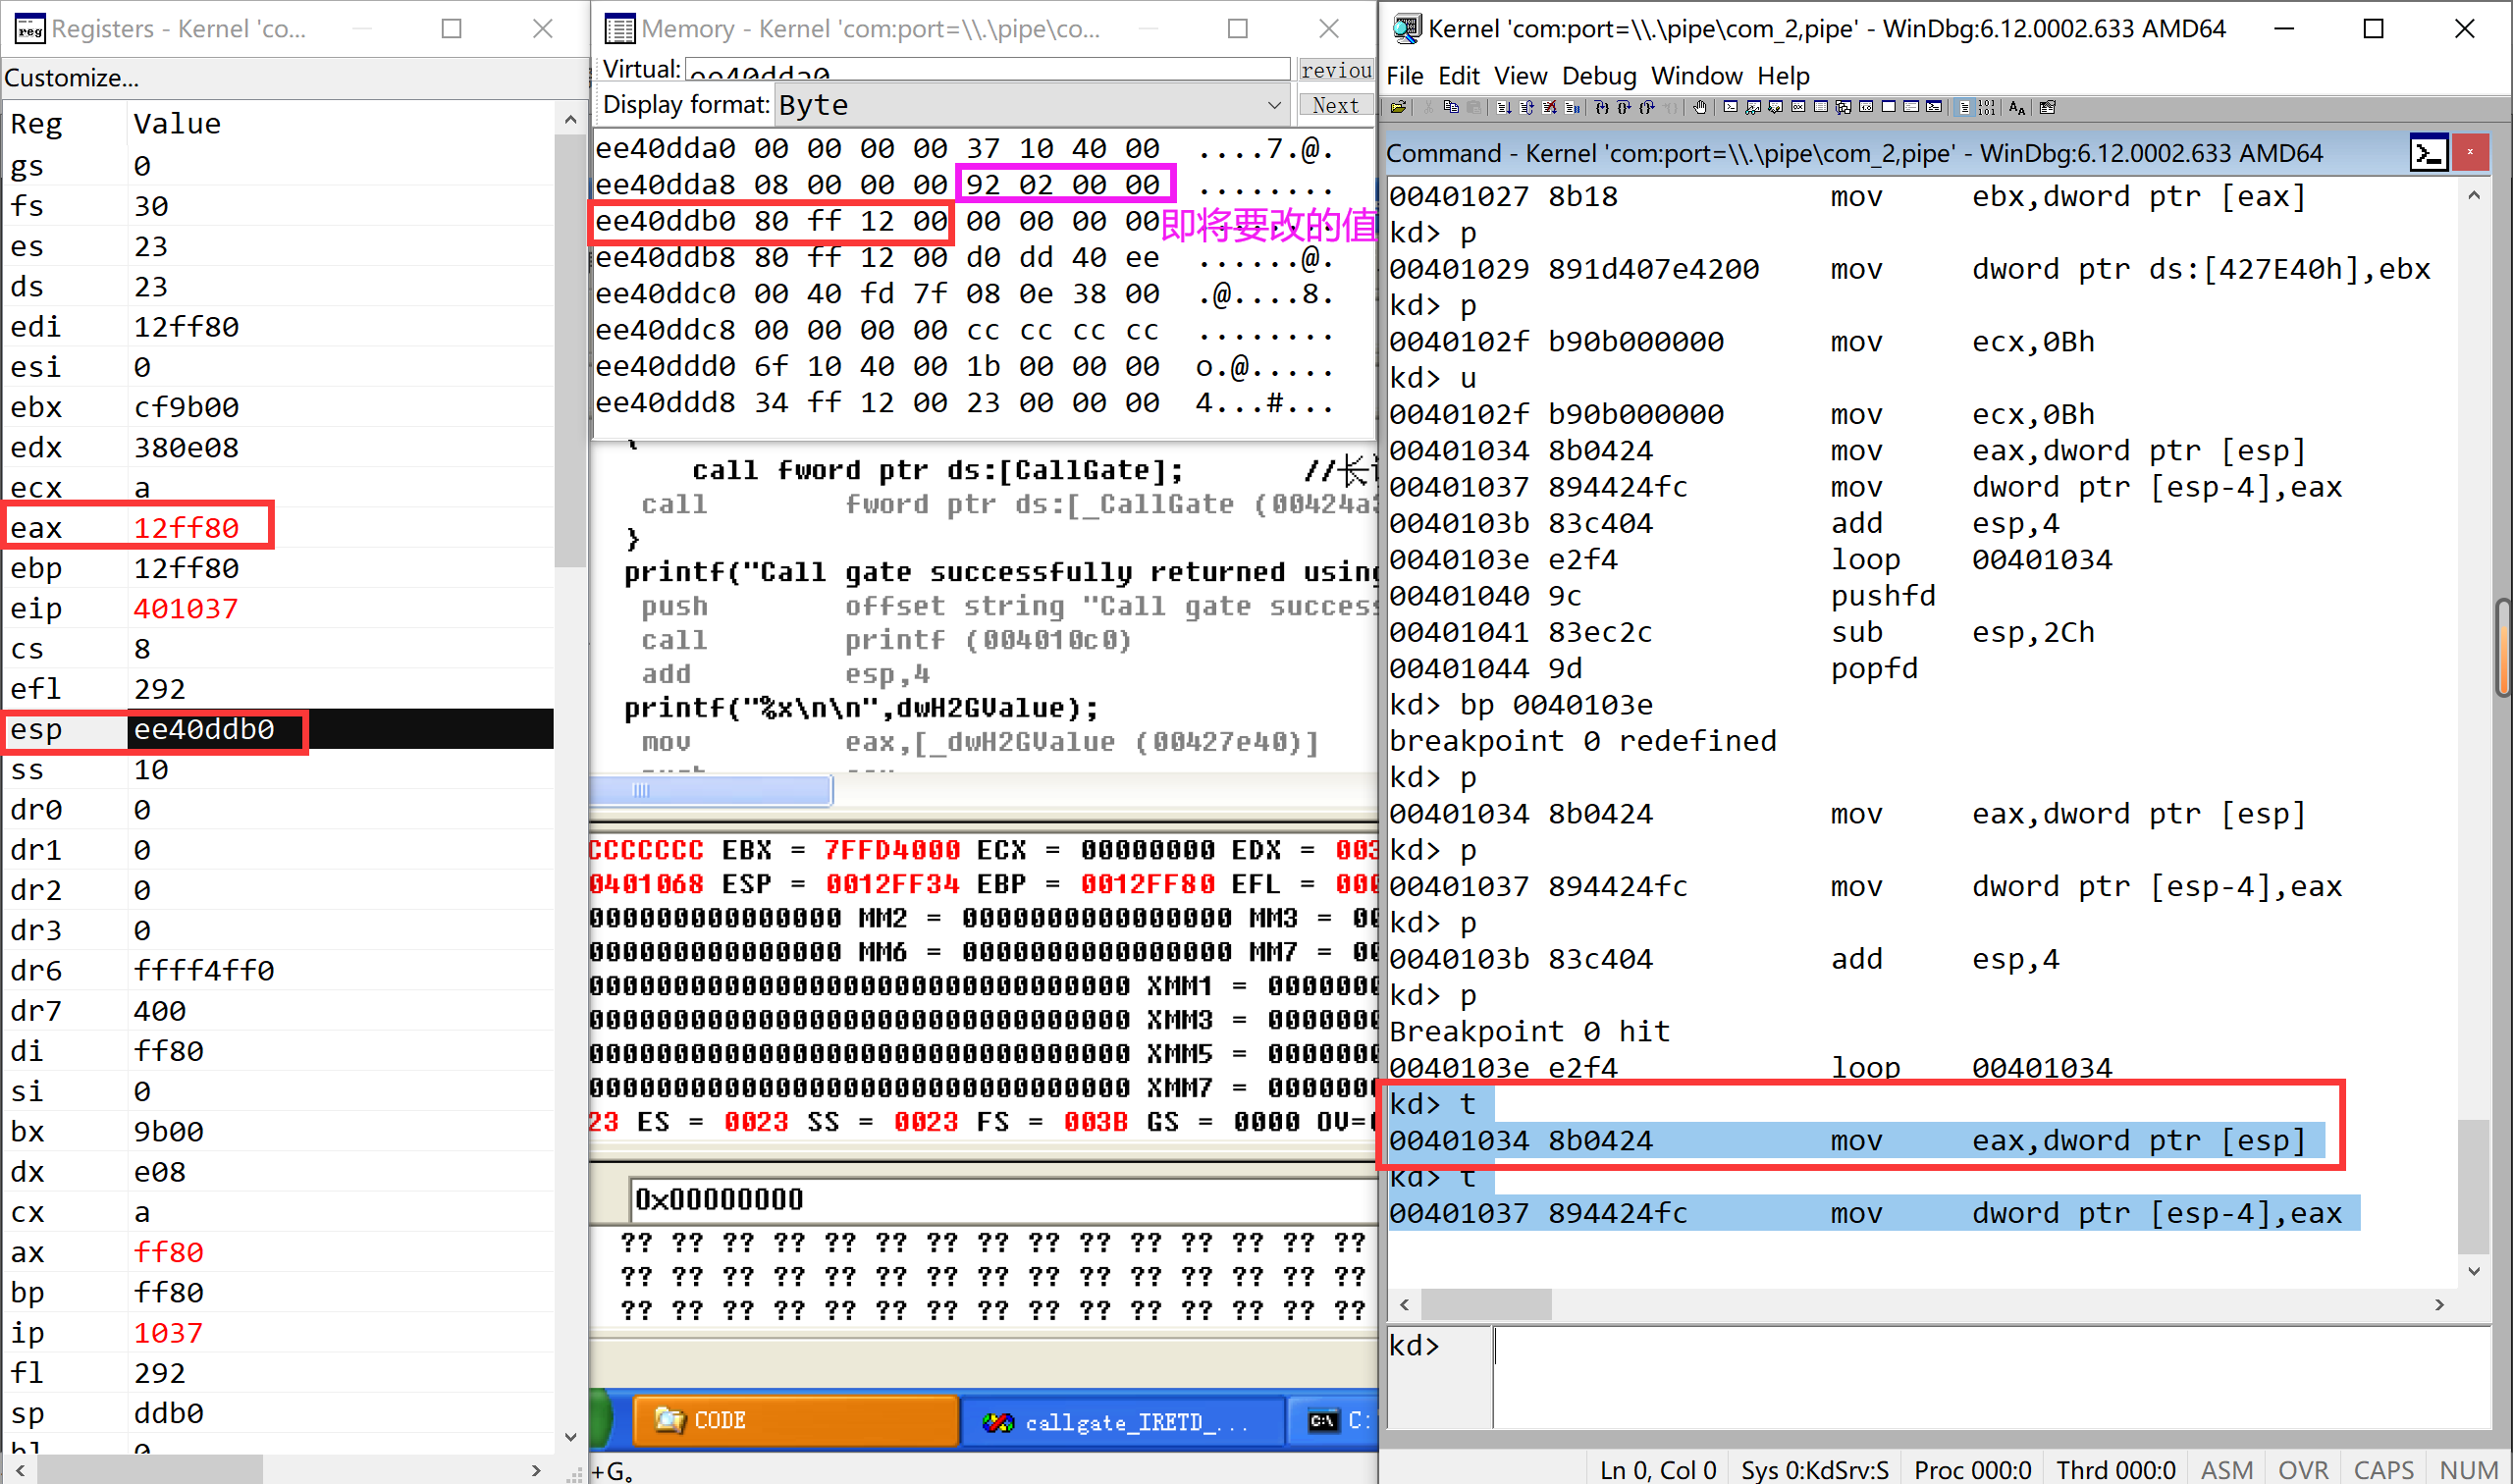 Registers - Kernel 'co...
Customize...
Reg Value
gs 0
fs 30
es 23
ds 23
edi 12ff80
esi 0
ebx cf9b00
edx 380e08
ecx a
eax 12ff80
ebp 12ff80
eip 401037
cs 8
efl 292
esp ee40ddb0
ss 10
dr0 0
dr1 0
dr2 0
dr3 0
dr6 ffff4ff0
dr7 400
di ff80
si 0
bx 9b00
dx e08
cx a
ax ff80
bp ff80
ip 1037
fl 292
sp ddb0
bl 0
Memory - Kernel 'com:port=\\.\pipe\co...
Virtual: ee40dda0 reviou
Display format: Byte Next
ee40dda0 00 00 00 00 37 10 40 00 ....7.@.
ee40dda8 08 00 00 00 92 02 00 00 ........
ee40ddb0 80 ff 12 00 00 00 00 00
即将要改的值
ee40ddb8 80 ff 12 00 d0 dd 40 ee ......@.
ee40ddc0 00 40 fd 7f 08 0e 38 00 .@....8.
ee40ddc8 00 00 00 00 cc cc cc cc ........
ee40ddd0 6f 10 40 00 1b 00 00 00 o.@.....
ee40ddd8 34 ff 12 00 23 00 00 00 4...#...
{
call fword ptr ds:[CallGate]; //长
call fword ptr ds:[_CallGate (00424a
}
printf("Call gate successfully returned using
push offset string "Call gate success
call printf (004010c0)
add esp,4
printf("%x\n\n",dwH2GValue);
mov eax,[_dwH2GValue (00427e40)]
CCCCCCCC EBX = 7FFD4000 ECX = 00000000 EDX = 003
0401068 ESP = 0012FF34 EBP = 0012FF80 EFL = 000
000000000000000 MM2 = 0000000000000000 MM3 = 00
000000000000000 MM6 = 0000000000000000 MM7 = 00
00000000000000000000000000000000 XMM1 = 0000000
00000000000000000000000000000000 XMM3 = 0000000
00000000000000000000000000000000 XMM5 = 0000000
00000000000000000000000000000000 XMM7 = 0000000
23 ES = 0023 SS = 0023 FS = 003B GS = 0000 OV=
0x00000000
?? ?? ?? ?? ?? ?? ?? ?? ?? ?? ?? ?? ?? ?? ??
?? ?? ?? ?? ?? ?? ?? ?? ?? ?? ?? ?? ?? ?? ??
?? ?? ?? ?? ?? ?? ?? ?? ?? ?? ?? ?? ?? ?? ??
CODE callgate_IRETD_... C:\ C:
+G。
Kernel 'com:port=\\.\pipe\com_2,pipe' - WinDbg:6.12.0002.633 AMD64
File Edit View Debug Window Help
Command - Kernel 'com:port=\\.\pipe\com_2,pipe' - WinDbg:6.12.0002.633 AMD64
00401027 8b18 mov ebx,dword ptr [eax]
kd> p
00401029 891d407e4200 mov dword ptr ds:[427E40h],ebx
kd> p
0040102f b90b000000 mov ecx,0Bh
kd> u
0040102f b90b000000 mov ecx,0Bh
00401034 8b0424 mov eax,dword ptr [esp]
00401037 894424fc mov dword ptr [esp-4],eax
0040103b 83c404 add esp,4
0040103e e2f4 loop 00401034
00401040 9c pushfd
00401041 83ec2c sub esp,2Ch
00401044 9d popfd
kd> bp 0040103e
breakpoint 0 redefined
kd> p
00401034 8b0424 mov eax,dword ptr [esp]
kd> p
00401037 894424fc mov dword ptr [esp-4],eax
kd> p
0040103b 83c404 add esp,4
kd> p
Breakpoint 0 hit
0040103e e2f4 loop 00401034
kd> t
00401034 8b0424 mov eax,dword ptr [esp]
kd> t
00401037 894424fc mov dword ptr [esp-4],eax
kd>
Ln 0, Col 0 Sys 0:KdSrv:S Proc 000:0 Thrd 000:0 ASM OVR CAPS NUM